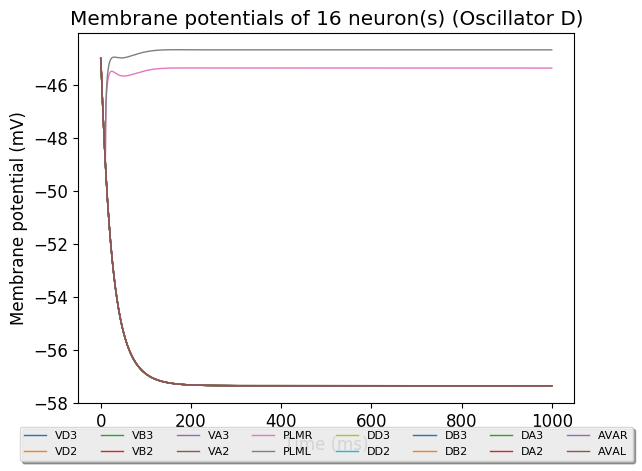 Membrane potentials of 16 neuron(s) (Oscillator D)
Membrane potential (mV)
−46
−48
−50
−52
−54
−56
−58
0 200 400 600 800 1000
Time (ms)
VD3 VB3 VA3 PLMR DD3 DB3 DA3 AVAR
VD2 VB2 VA2 PLML DD2 DB2 DA2 AVAL